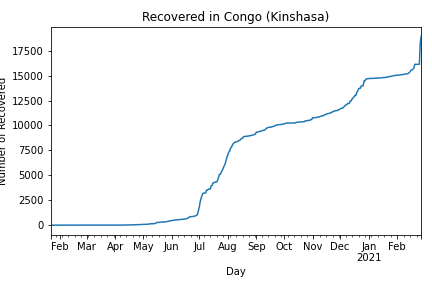 Recovered in Congo (Kinshasa)
Number of Recovered
17500
15000
12500
10000
7500
5000
2500
0
Feb Mar Apr May Jun Jul Aug Sep Oct Nov Dec Jan Feb
2021
Day